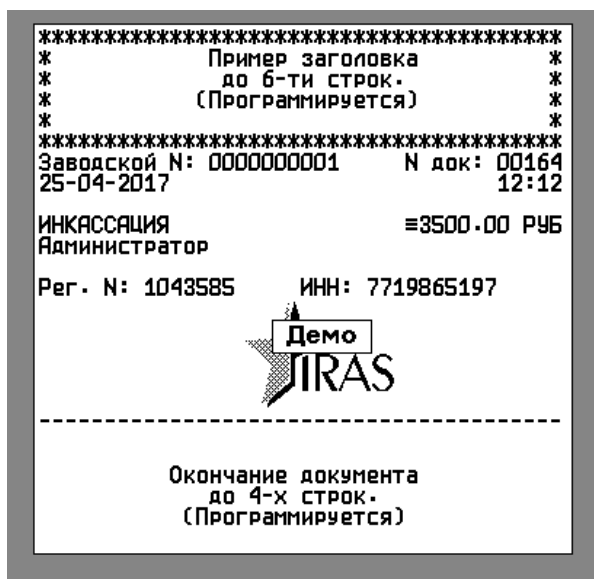 ****************************************
* Пример заголовка *
* до 6-ти строк. *
* (Программируется) *
* *
****************************************
Заводской N: 0000000001 N док: 00164
25-04-2017 12:12
ИНКАССАЦИЯ ≡3500.00 РУБ
Администратор
Рег. N: 1043585 ИНН: 7719865197
Демо
IRAS
----------------------------------------
Окончание документа
до 4-х строк.
(Программируется)